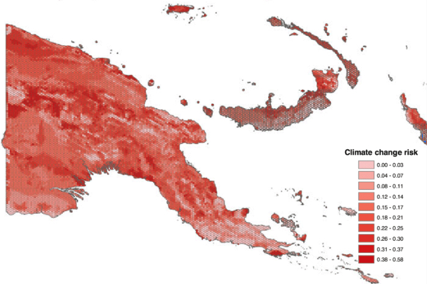 Climate change risk
0.00 - 0.03
0.04 - 0.07
0.08 - 0.11
0.12 - 0.14
0.15 - 0.17
0.18 - 0.21
0.22 - 0.25
0.26 - 0.30
0.31 - 0.37
0.38 - 0.58